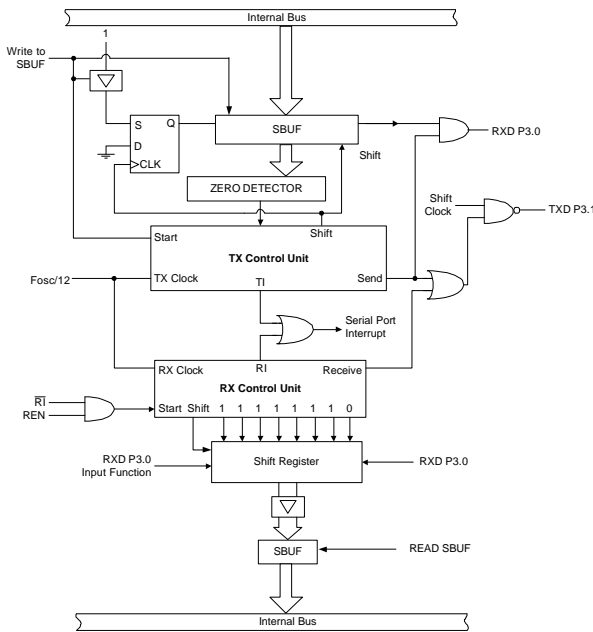 Internal Bus
1
Write to
SBUF
S
Q
D
CLK
SBUF
RXD P3.0
Shift
ZERO DETECTOR
Shift
Clock
TXD P3.1
Start
Shift
TX Control Unit
Fosc/12
TX Clock
TI
Send
Serial Port
Interrupt
RX Clock
RI
Receive
RX Control Unit
RI
REN
Start
Shift
1 1 1 1 1 1 1 0
RXD P3.0
Input Function
Shift Register
RXD P3.0
SBUF
READ SBUF
Internal Bus